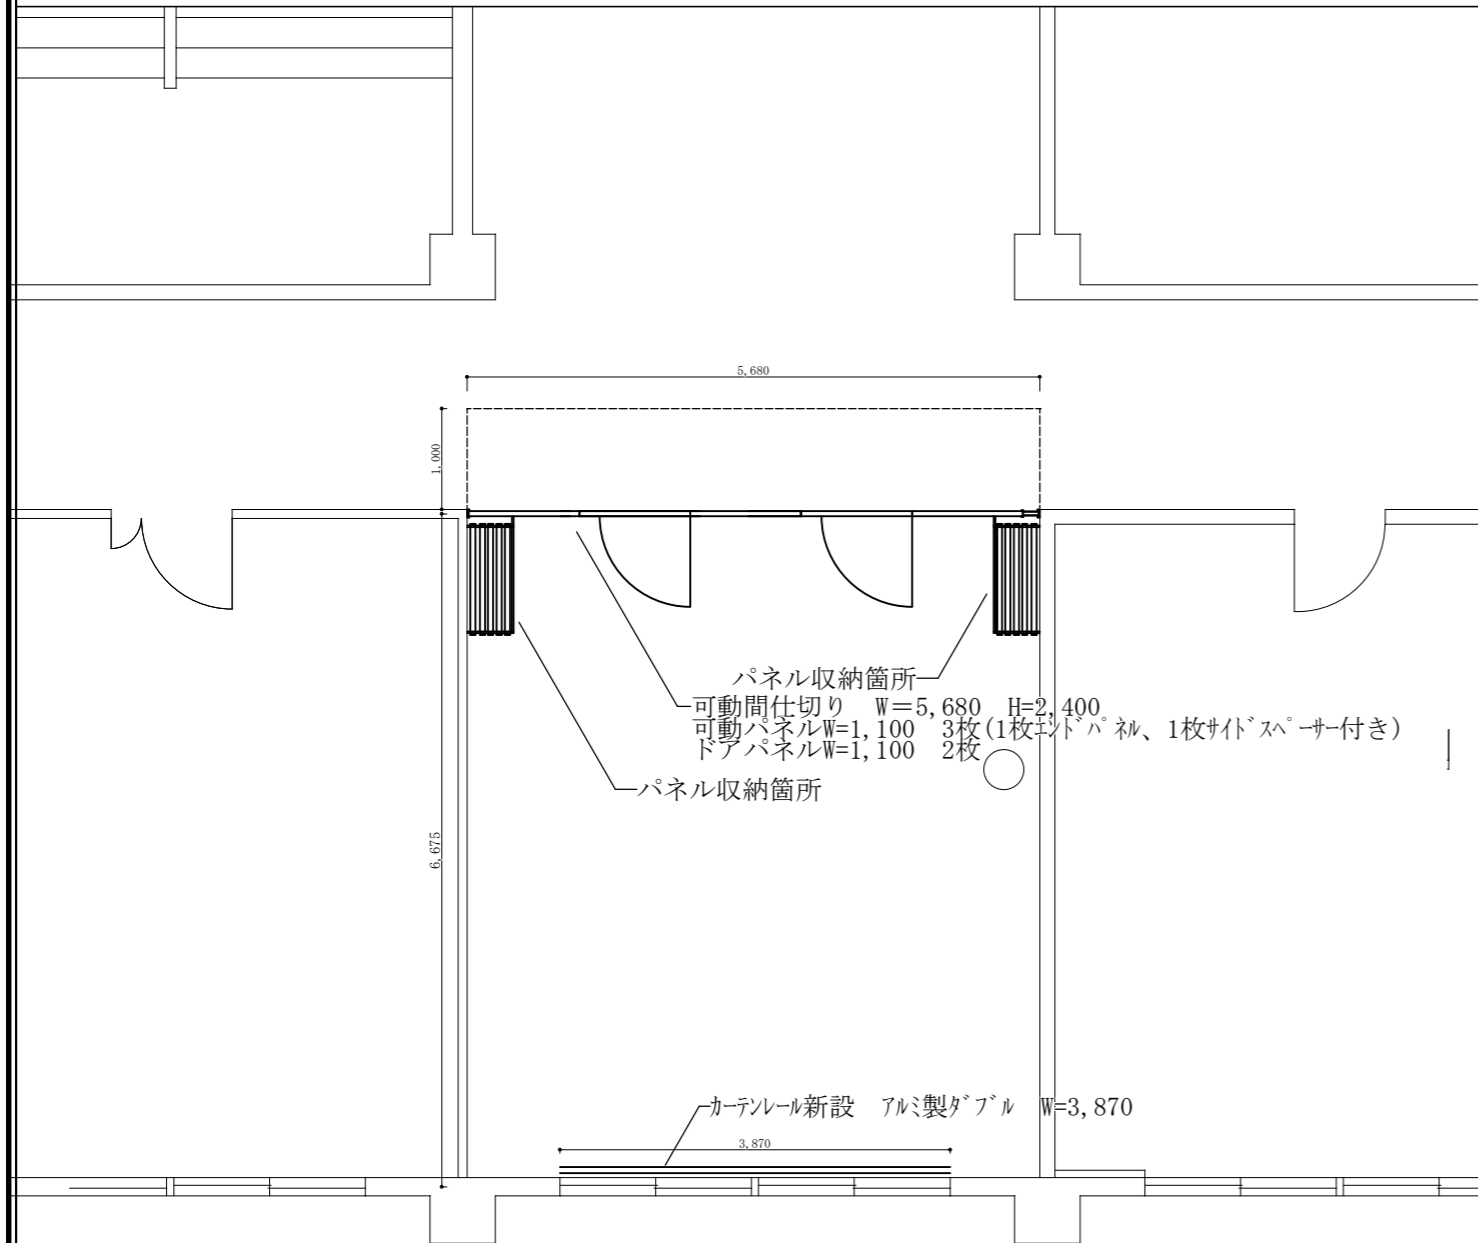 5,680
1,000
パネル収納箇所
可動間仕切り　W＝5,680　H=2,400
可動パネルW=1,100　3枚(1枚ｴﾝﾄﾞﾊﾟﾈﾙ、1枚ｻｲﾄﾞｽﾍﾟｰｻｰ付き)
ドアパネルW=1,100　2枚
パネル収納箇所
6,675
ｶｰﾃﾝﾚｰﾙ新設　ｱﾙﾐ製ﾀﾞﾌﾞﾙ　W=3,870
3,870